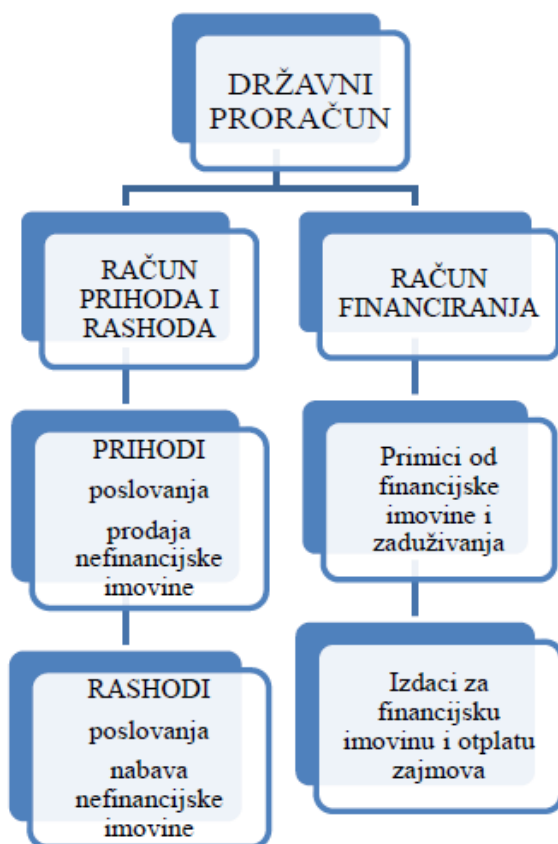 DRŽAVNI
PRORAČUN
RAČUN
PRIHODA I
RASHODA
RAČUN
FINANCIRANJA
PRIHODI
poslovanja
prodaja
nefinancijske
imovine
Primici od
financijske
imovine i
zaduživanja
RASHODI
poslovanja
nabava
nefinancijske
imovine
Izdaci za
financijsku
imovinu i otplatu
zajmova